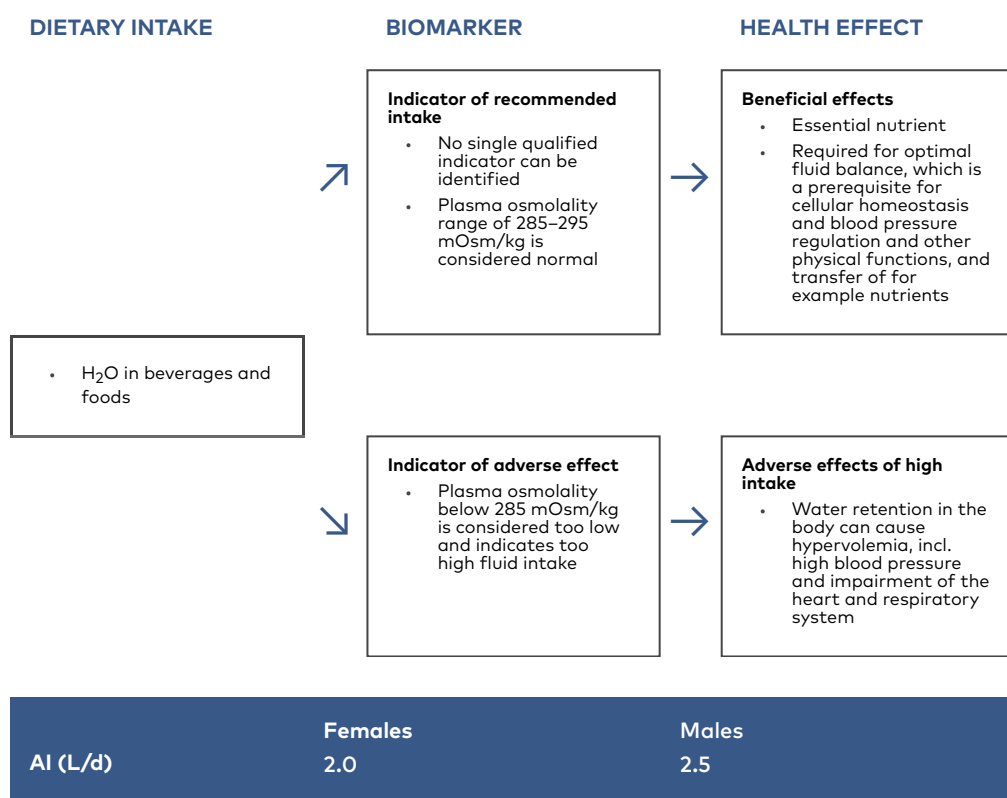 DIETARY INTAKE
BIOMARKER
HEALTH EFFECT
Indicator of recommended
intake
• No single qualified
indicator can be
identified
• Plasma osmolality
range of 285–295
mOsm/kg is
considered normal
Beneficial effects
• Essential nutrient
• Required for optimal
fluid balance, which is
a prerequisite for
cellular homeostasis
and blood pressure
regulation and other
physical functions, and
transfer of for
example nutrients
• H₂O in beverages and
foods
Indicator of adverse effect
• Plasma osmolality
below 285 mOsm/kg
is considered too low
and indicates too
high fluid intake
Adverse effects of high
intake
• Water retention in the
body can cause
hypervolemia, incl.
high blood pressure
and impairment of the
heart and respiratory
system
Females
Males
AI (L/d)
2.0
2.5